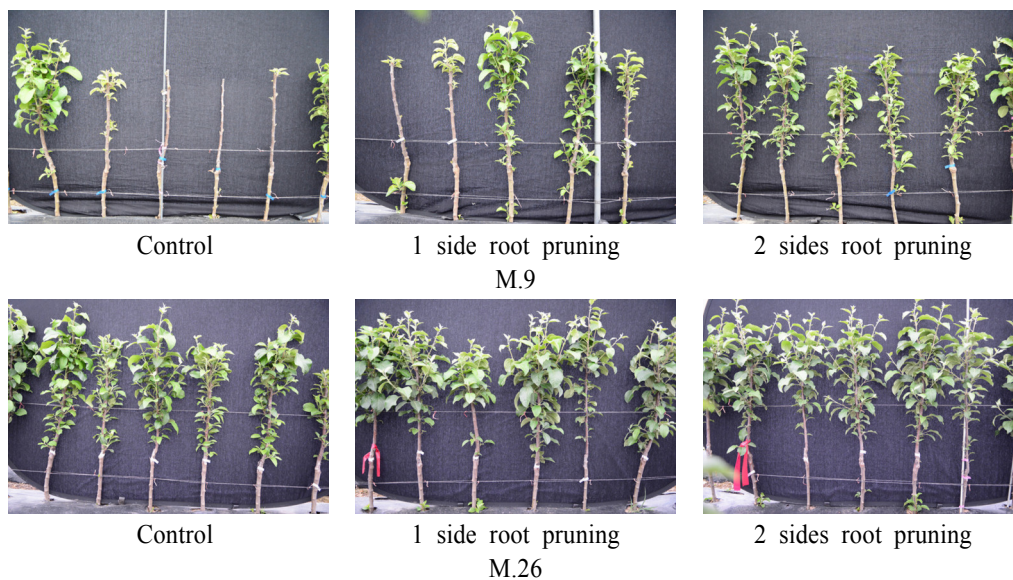 Control
1 side root pruning
2 sides root pruning
M.9
Control
1 side root pruning
2 sides root pruning
M.26